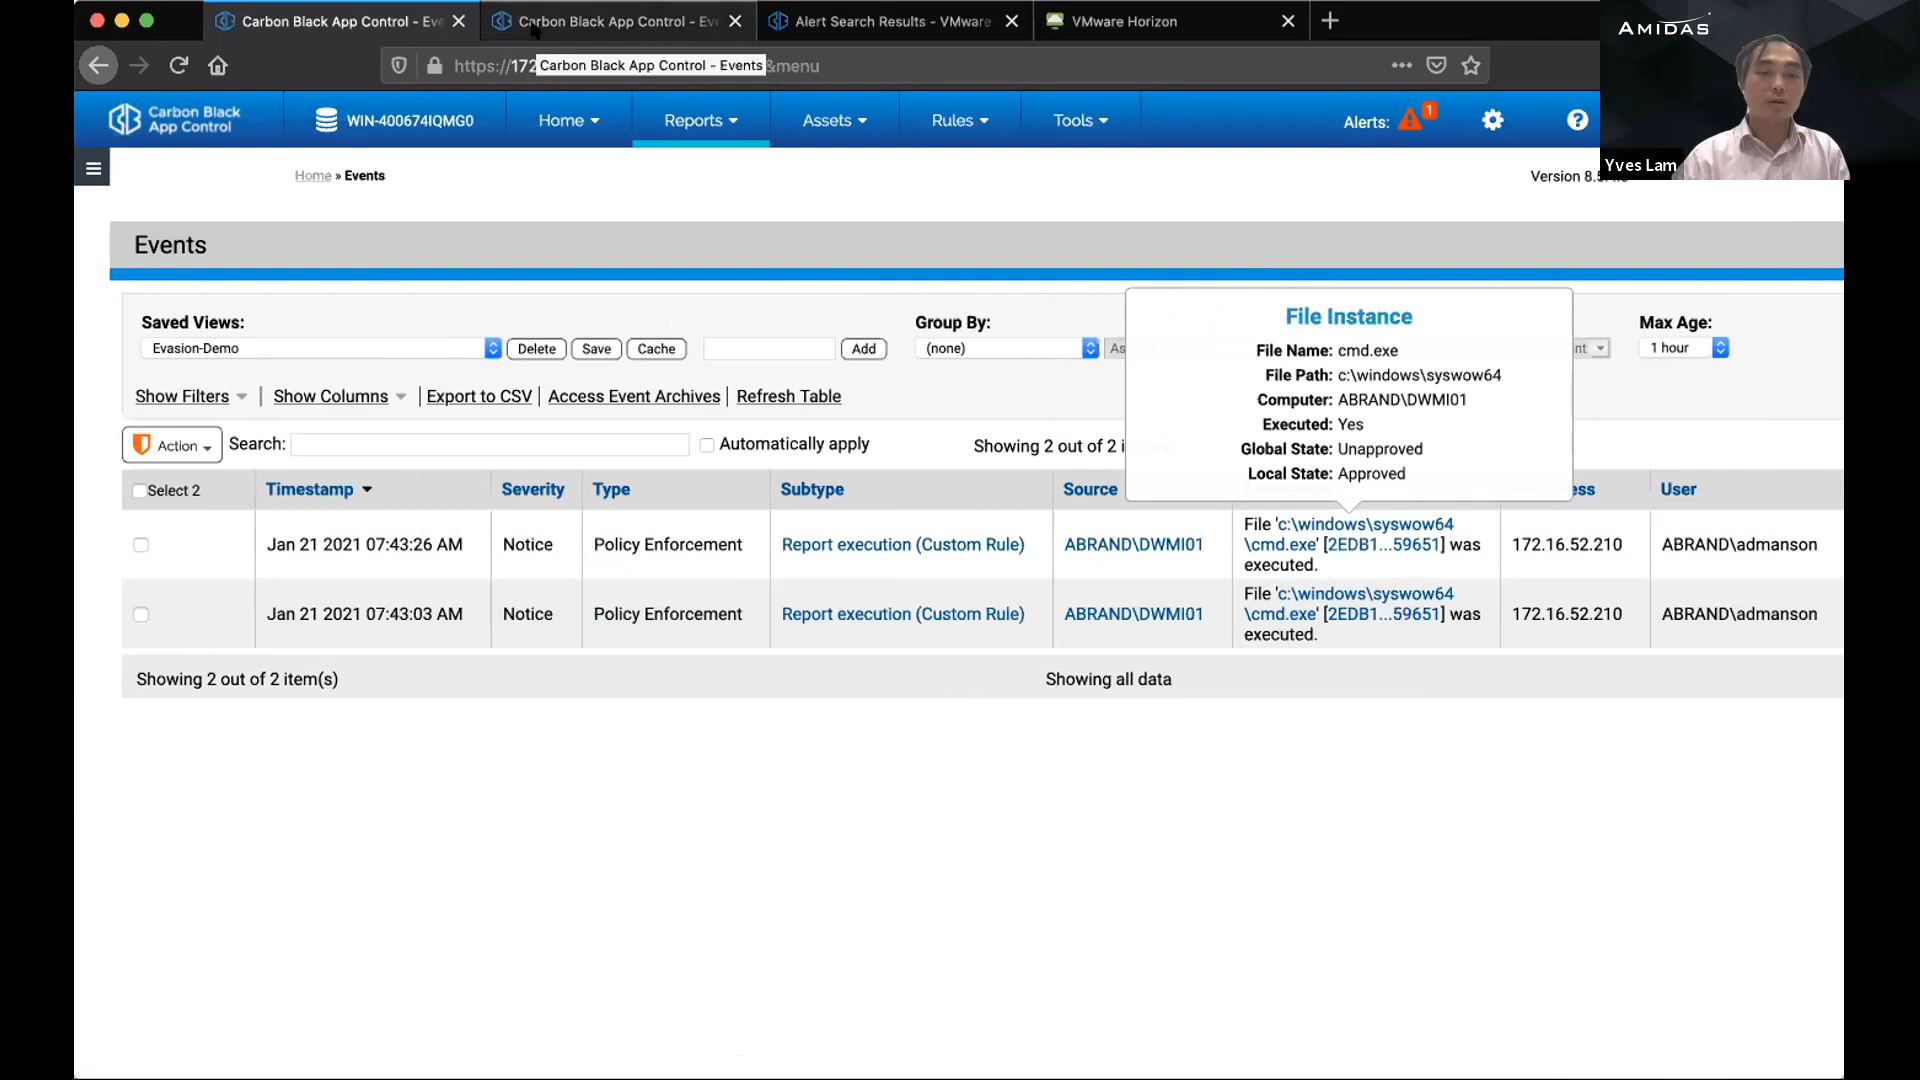 Carbon Black App Control - Eve
Carbon Black App Control - Eve
Alert Search Results - VMware
VMware Horizon
AMIDAS
https://172
Carbon Black App Control - Events
&menu
Carbon Black
App Control
WIN-400674IQMG0
Home
Reports
Assets
Rules
Tools
Alerts:
1
Yves Lam
Home » Events
Version 8.5
Events
Saved Views:
Evasion-Demo
Delete
Save
Cache
Add
Group By:
(none)
As
nt
Max Age:
1 hour
Show Filters
Show Columns
Export to CSV
Access Event Archives
Refresh Table
File Instance
File Name: cmd.exe
File Path: c:\windows\syswow64
Computer: ABRAND\DWMI01
Executed: Yes
Global State: Unapproved
Local State: Approved
Action
Search:
Automatically apply
Showing 2 out of 2 i
Select 2
Timestamp
Severity
Type
Subtype
Source
ess
User
Jan 21 2021 07:43:26 AM
Notice
Policy Enforcement
Report execution (Custom Rule)
ABRAND\DWMI01
File 'c:\windows\syswow64
\cmd.exe' [2EDB1...59651] was
executed.
172.16.52.210
ABRAND\admanson
Jan 21 2021 07:43:03 AM
Notice
Policy Enforcement
Report execution (Custom Rule)
ABRAND\DWMI01
File 'c:\windows\syswow64
\cmd.exe' [2EDB1...59651] was
executed.
172.16.52.210
ABRAND\admanson
Showing 2 out of 2 item(s)
Showing all data